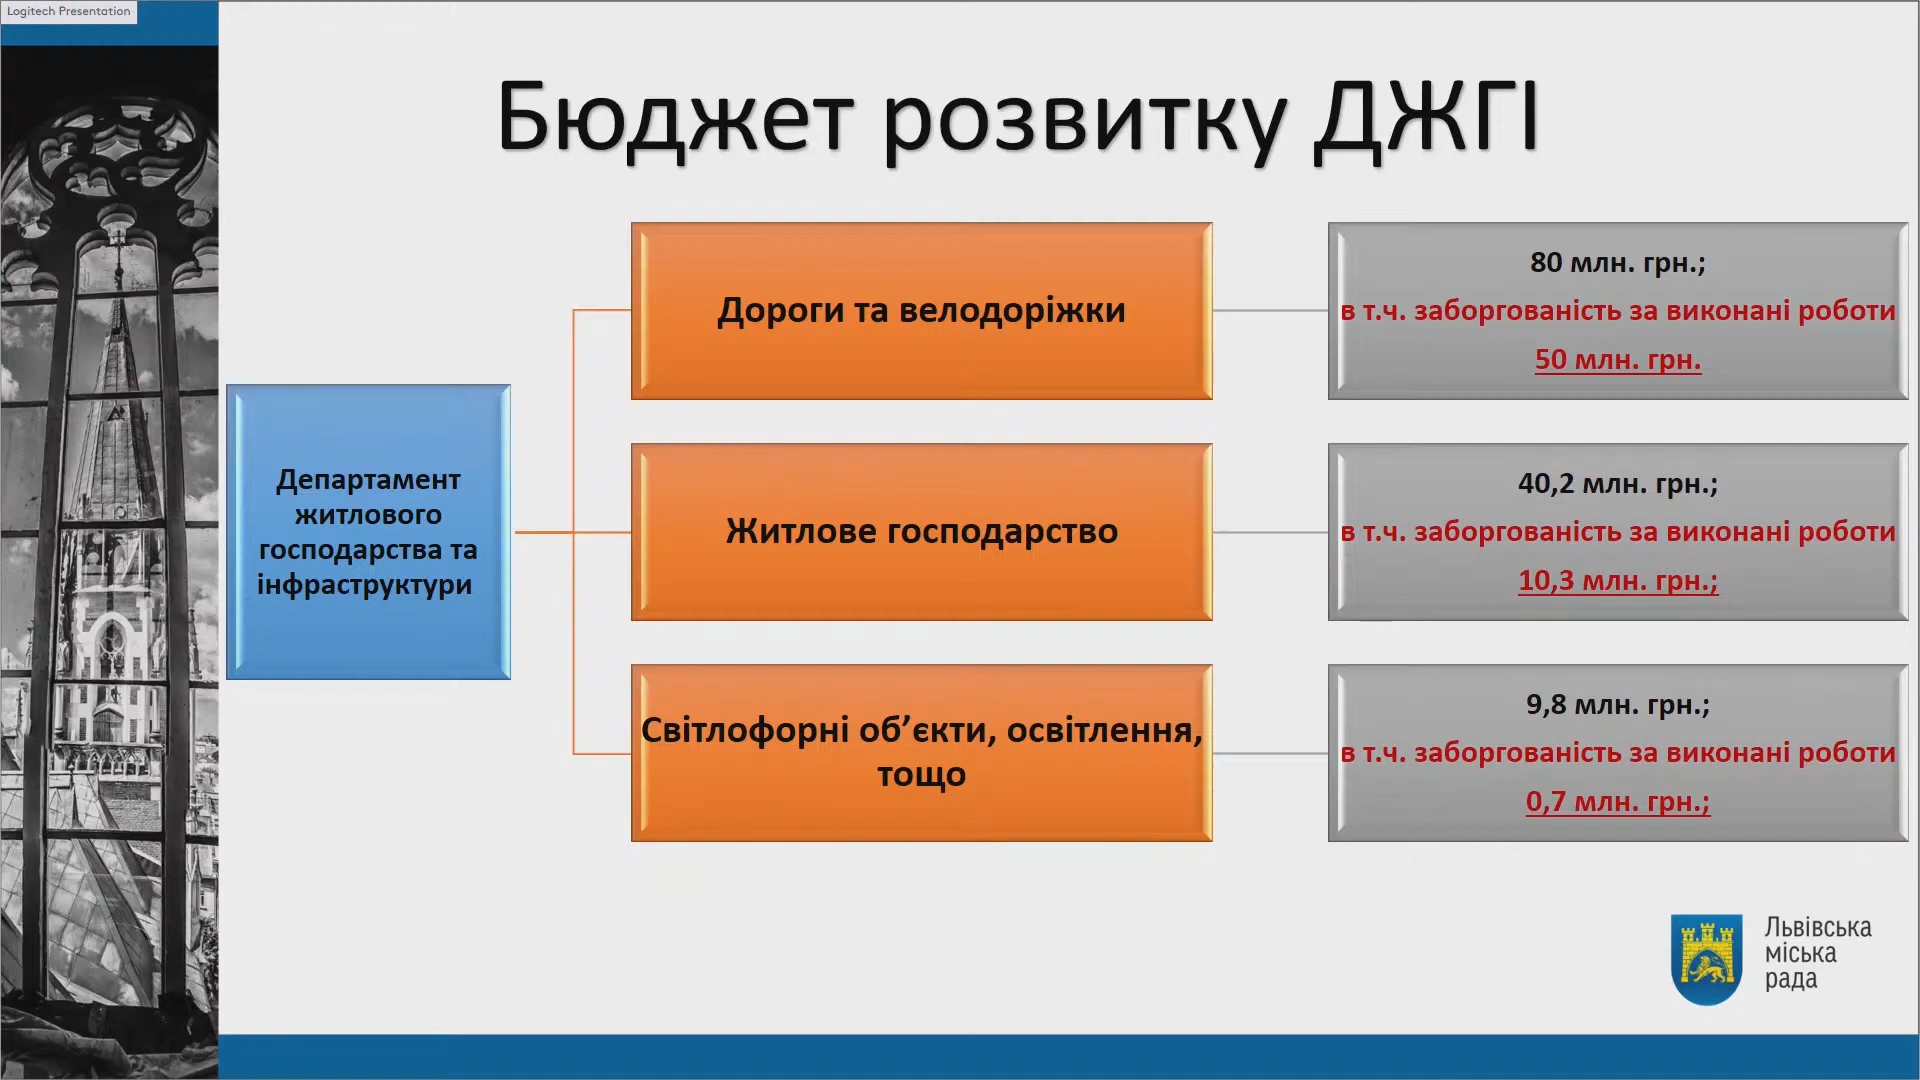 Logitech Presentation
Бюджет розвитку ДЖГІ
Департамент
житлового
господарства та
інфраструктури
Дороги та велодоріжки
80 млн. грн.;
в т.ч. заборгованість за виконані роботи
50 млн. грн.
Житлове господарство
40,2 млн. грн.;
в т.ч. заборгованість за виконані роботи
10,3 млн. грн.;
Світлофорні об’єкти, освітлення,
тощо
9,8 млн. грн.;
в т.ч. заборгованість за виконані роботи
0,7 млн. грн.;
Львівська
міська
рада